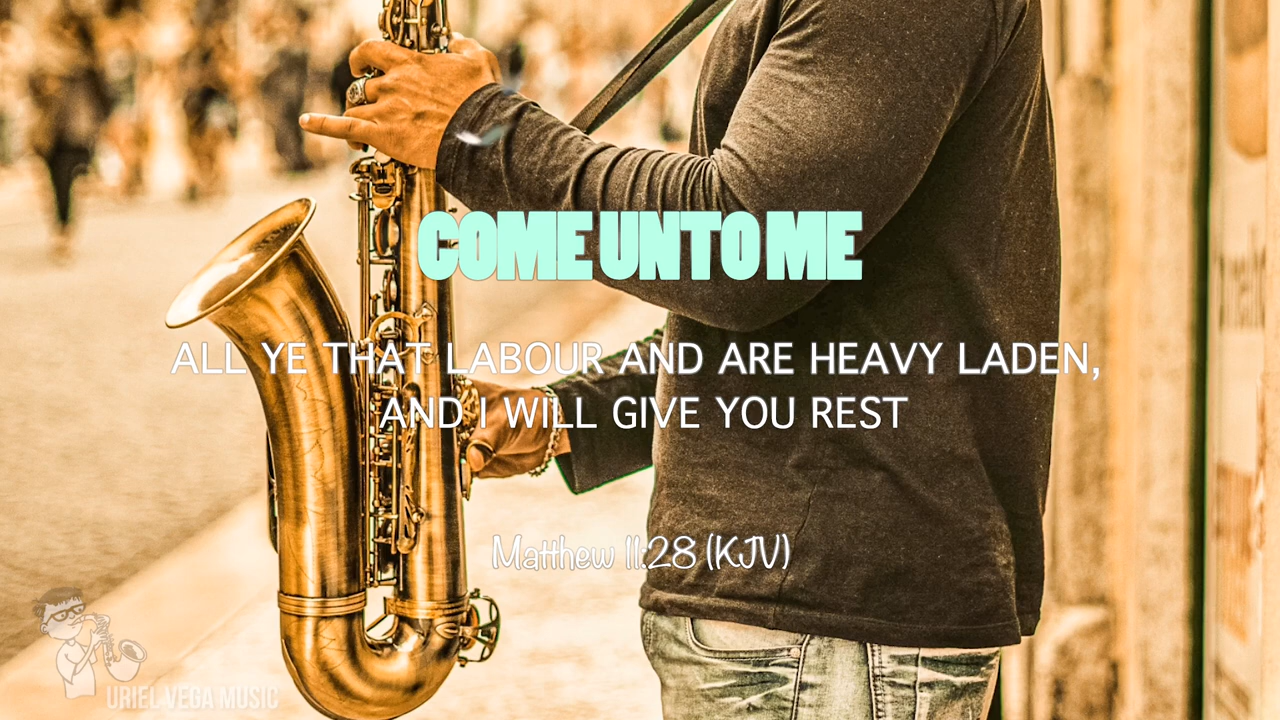 COME UNTO ME
ALL YE THAT LABOUR AND ARE HEAVY LADEN,
AND I WILL GIVE YOU REST
Matthew 11:28 (KJV)
URIEL VEGA MUSIC